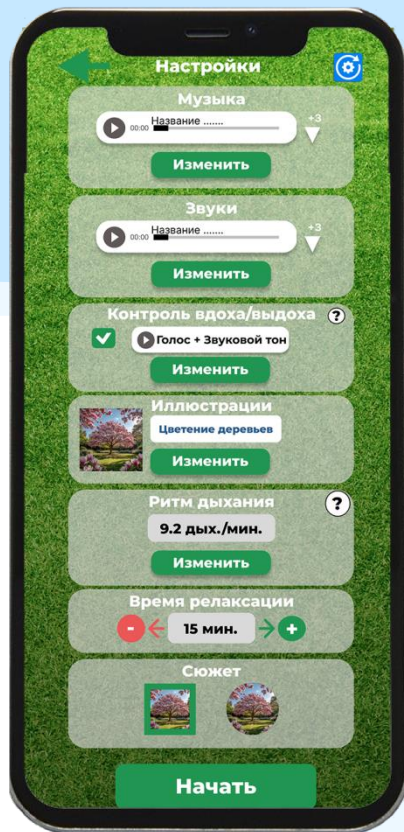 Настройки
Музыка
+3
Название .......
00:00
Изменить
Звуки
+3
Название .......
00:00
Изменить
Контроль вдоха/выдоха ?
Голос + Звуковой тон
Изменить
Иллюстрации
Цветение деревьев
Изменить
Ритм дыхания ?
9.2 дых./мин.
Изменить
Время релаксации
- 15 мин. +
Сюжет
Начать